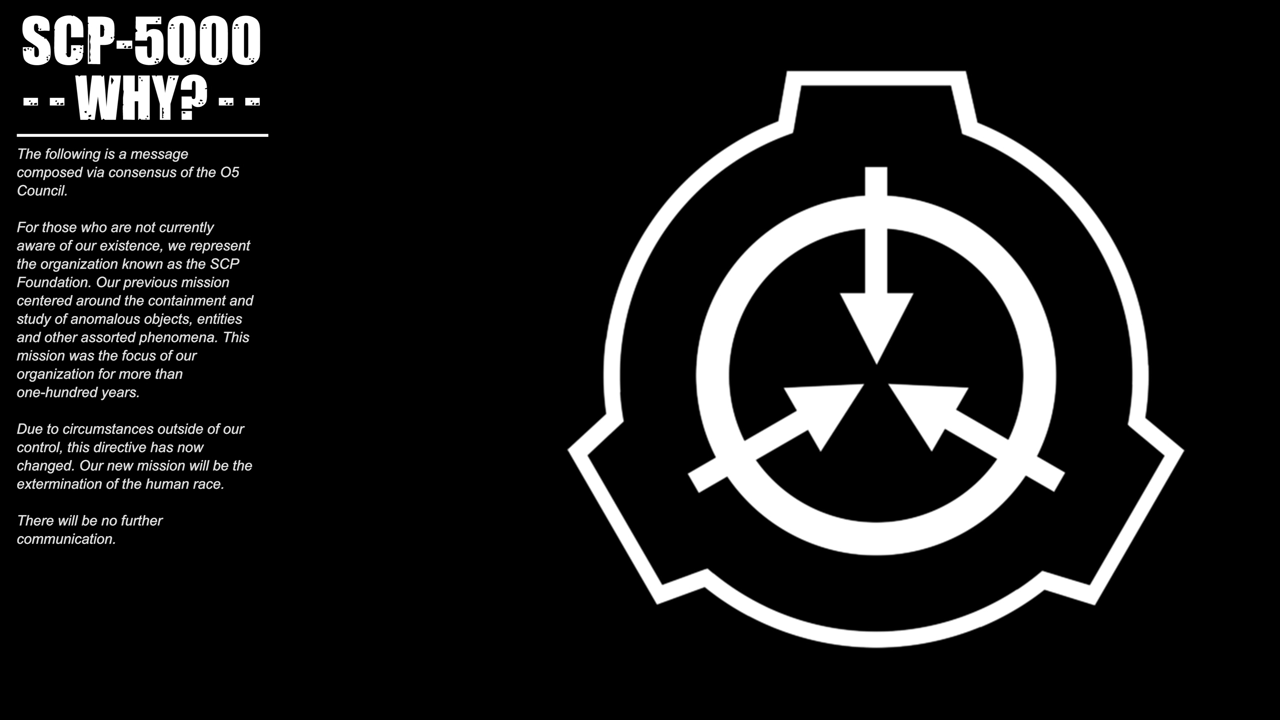 SCP-5000
-- WHY? --
The following is a message
composed via consensus of the O5
Council.
For those who are not currently
aware of our existence, we represent
the organization known as the SCP
Foundation. Our previous mission
centered around the containment and
study of anomalous objects, entities
and other assorted phenomena. This
mission was the focus of our
organization for more than
one-hundred years.
Due to circumstances outside of our
control, this directive has now
changed. Our new mission will be the
extermination of the human race.
There will be no further
communication.